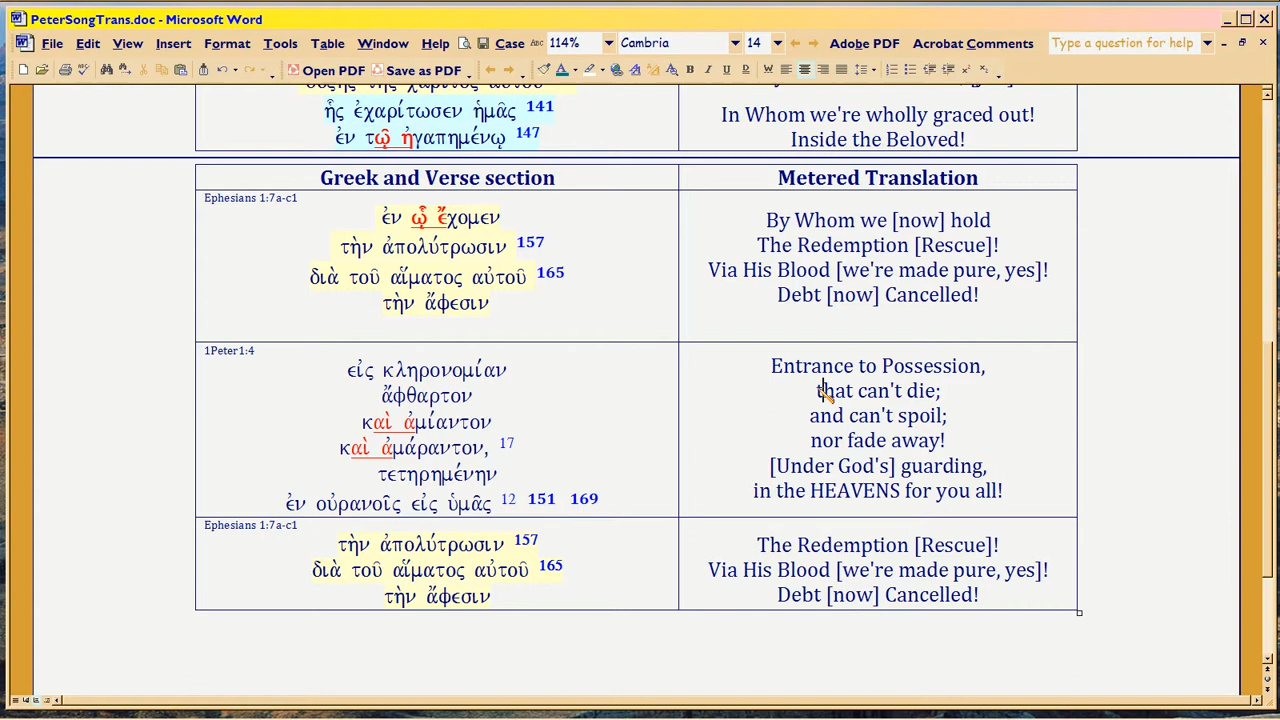 PeterSongTrans.doc - Microsoft Word
File Edit View Insert Format Tools Table Window Help Case 114% Cambria 14 Adobe PDF Acrobat Comments Type a question for help
Open PDF Save as PDF
ἧς ἐχαρίτωσεν ἡμᾶς 141
ἐν τῷ ἠγαπημένῳ 147
In Whom we're wholly graced out!
Inside the Beloved!
Greek and Verse section
Metered Translation
Ephesians 1:7a-c1
ἐν ᾧ ἔχομεν
τὴν ἀπολύτρωσιν 157
διὰ τοῦ αἵματος αὐτοῦ 165
τὴν ἄφεσιν
By Whom we [now] hold
The Redemption [Rescue]!
Via His Blood [we're made pure, yes]!
Debt [now] Cancelled!
1Peter1:4
εἰς κληρονομίαν
ἄφθαρτον
καὶ ἀμίαντον
καὶ ἀμάραντον, 17
τετηρημένην
ἐν οὐρανοῖς εἰς ὑμᾶς 12 151 169
Entrance to Possession,
that can't die;
and can't spoil;
nor fade away!
[Under God's] guarding,
in the HEAVENS for you all!
Ephesians 1:7a-c1
τὴν ἀπολύτρωσιν 157
διὰ τοῦ αἵματος αὐτοῦ 165
τὴν ἄφεσιν
The Redemption [Rescue]!
Via His Blood [we're made pure, yes]!
Debt [now] Cancelled!